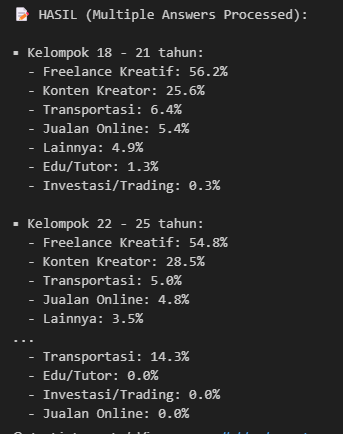 📝 HASIL (Multiple Answers Processed):
▪ Kelompok 18 - 21 tahun:
- Freelance Kreatif: 56.2%
- Konten Kreator: 25.6%
- Transportasi: 6.4%
- Jualan Online: 5.4%
- Lainnya: 4.9%
- Edu/Tutor: 1.3%
- Investasi/Trading: 0.3%
▪ Kelompok 22 - 25 tahun:
- Freelance Kreatif: 54.8%
- Konten Kreator: 28.5%
- Transportasi: 5.0%
- Jualan Online: 4.8%
- Lainnya: 3.5%
...
- Transportasi: 14.3%
- Edu/Tutor: 0.0%
- Investasi/Trading: 0.0%
- Jualan Online: 0.0%